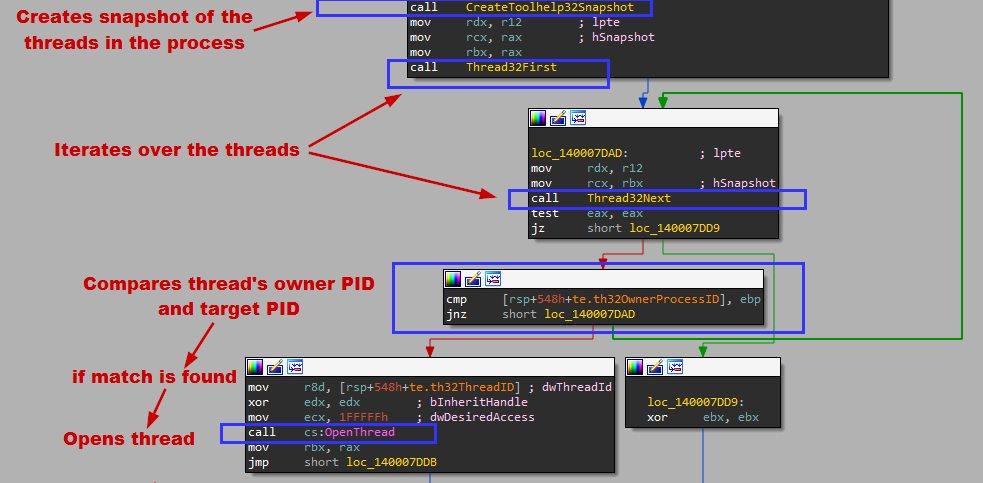 Creates snapshot of the
threads in the process
call CreateToolhelp32Snapshot
mov rdx, r12 ; lpte
mov rcx, rax ; hSnapshot
mov rbx, rax
call Thread32First
Iterates over the threads
loc_140007DAD: ; lpte
mov rdx, r12
mov rcx, rbx ; hSnapshot
call Thread32Next
test eax, eax
jz short loc_140007DD9
Compares thread's owner PID
and target PID
cmp [rsp+548h+te.th32OwnerProcessID], ebp
jnz short loc_140007DAD
if match is found
Opens thread
mov r8d, [rsp+548h+te.th32ThreadID] ; dwThreadId
xor edx, edx ; bInheritHandle
mov ecx, 1FFFFFh ; dwDesiredAccess
call cs:OpenThread
mov rbx, rax
jmp short loc_140007DDB
loc_140007DD9:
xor ebx, ebx